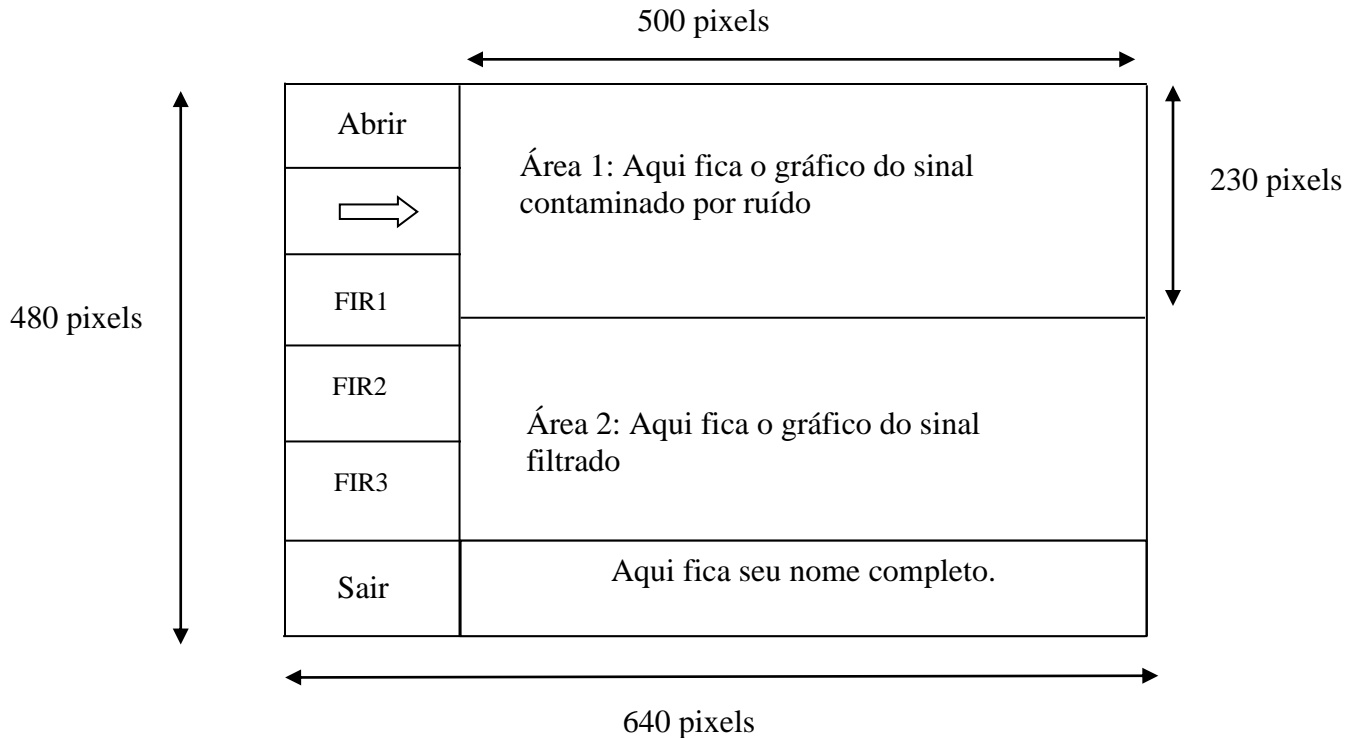 500 pixels
Abrir
Área 1: Aqui fica o gráfico do sinal
contaminado por ruído
230 pixels
FIR1
480 pixels
FIR2
Área 2: Aqui fica o gráfico do sinal
filtrado
FIR3
Aqui fica seu nome completo.
Sair
640 pixels